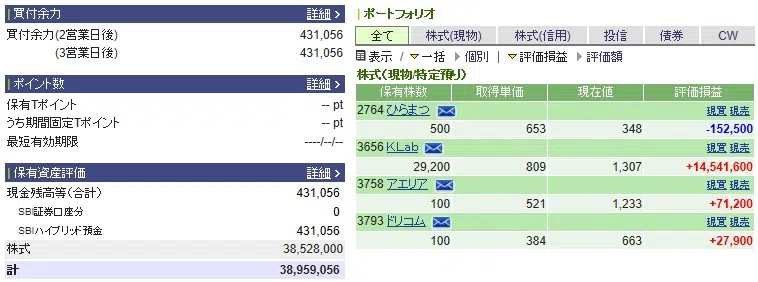 買付余力 詳細 >
買付余力(2営業日後) 431,056
(3営業日後) 431,056
ポイント数 詳細 >
保有Tポイント -- pt
うち期間固定Tポイント -- pt
最短有効期限 ----/--/--
保有資産評価 詳細 >
現金残高等(合計) 431,056
SBI証券口座分 0
SBIハイブリッド預金 431,056
株式 38,528,000
計 38,959,056
ポートフォリオ
全て 株式(現物) 株式(信用) 投信 債券 CW
表示 / 一括 個別 | 評価損益 評価額
株式(現物/特定預り)
保有株数 取得単価 現在値 評価損益
2764 ひらまつ 現買 現売
500 653 348 -152,500
3656 KLab 現買 現売
29,200 809 1,307 +14,541,600
3758 アエリア 現買 現売
100 521 1,233 +71,200
3793 ドリコム 現買 現売
100 384 663 +27,900